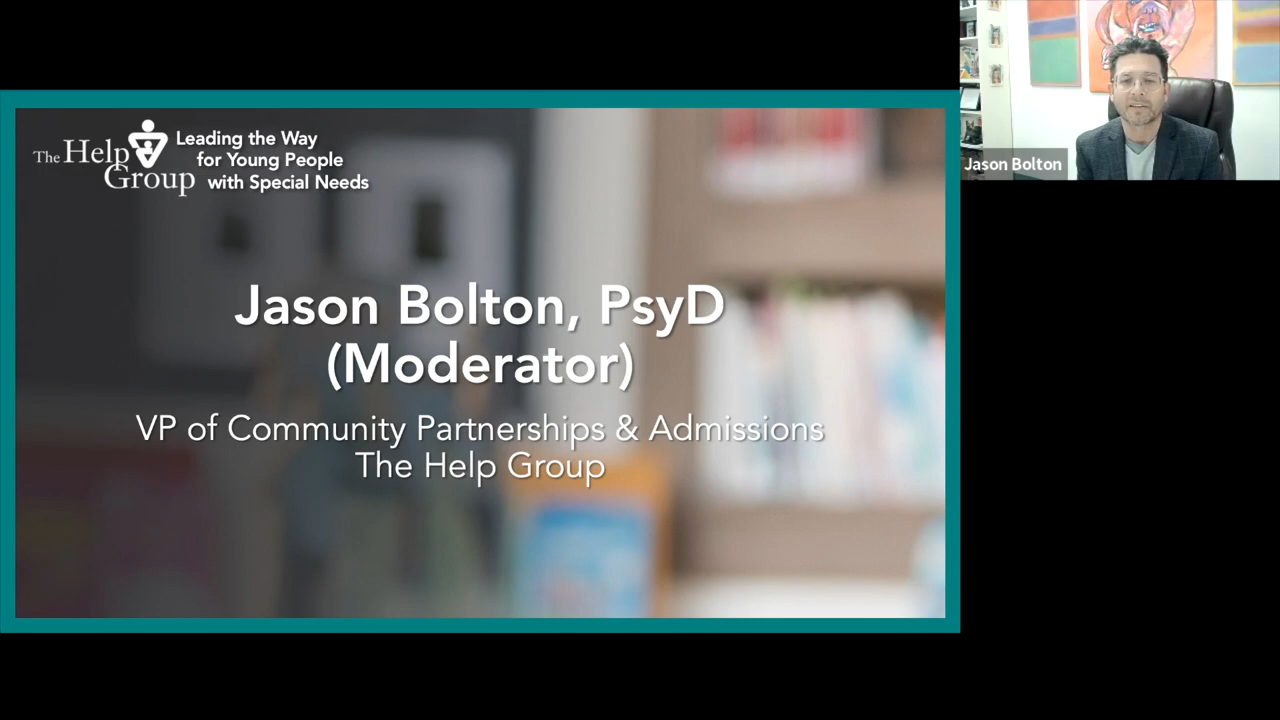 The Help Group
Leading the Way
for Young People
with Special Needs
Jason Bolton, PsyD
(Moderator)
VP of Community Partnerships & Admissions
The Help Group
Jason Bolton